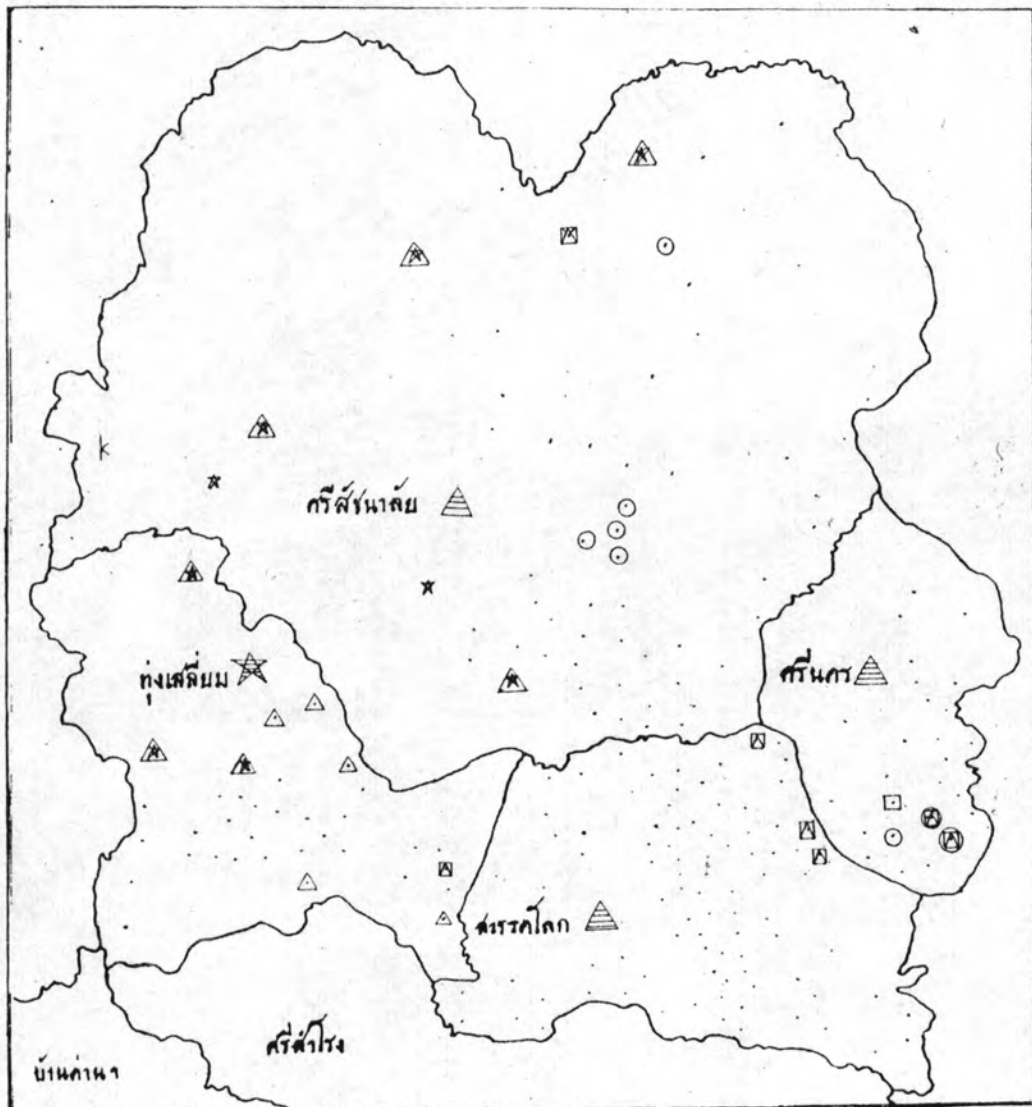 ศรีสัชนาลัย
ทุ่งเสลี่ยม
ศรีนคร
สวรรคโลก
ศรีสำโรง
บ้านด่านฯ